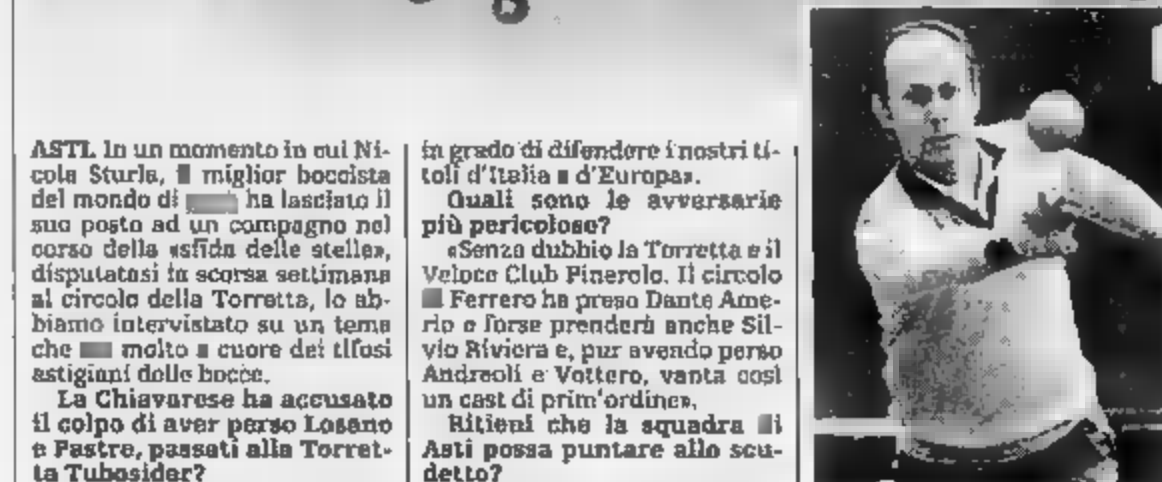 ASTI. In un momento in cui Ni-
cola Sturla, miglior boccista
del mondo di ha lasciato il
suo posto ad un compagno nel
corso della «sfida delle stelle»,
disputatasi la scorsa settimana
al circolo della Torretta, lo ab-
biamo intervistato su un tema
che molto a cuore dei tifosi
astigiani delle bocce.
La Chiavarese ha accusato
il colpo di aver perso Losano
e Pastre, passati alla Torret-
ta Tubosider?
in grado di difendere i nostri ti-
toli d'Italia e d'Europa».
Quali sono le avversarie
più pericolose?
«Senza dubbio la Torretta e il
Veloce Club Pinerolo. Il circolo
Ferrero ha preso Dante Ame-
rio e forse prenderà anche Sil-
vio Riviera e, pur avendo perso
Andreoli e Vottero, vanta così
un cast di prim'ordine».
Ritieni che la squadra di
Asti possa puntare allo scu-
detto?